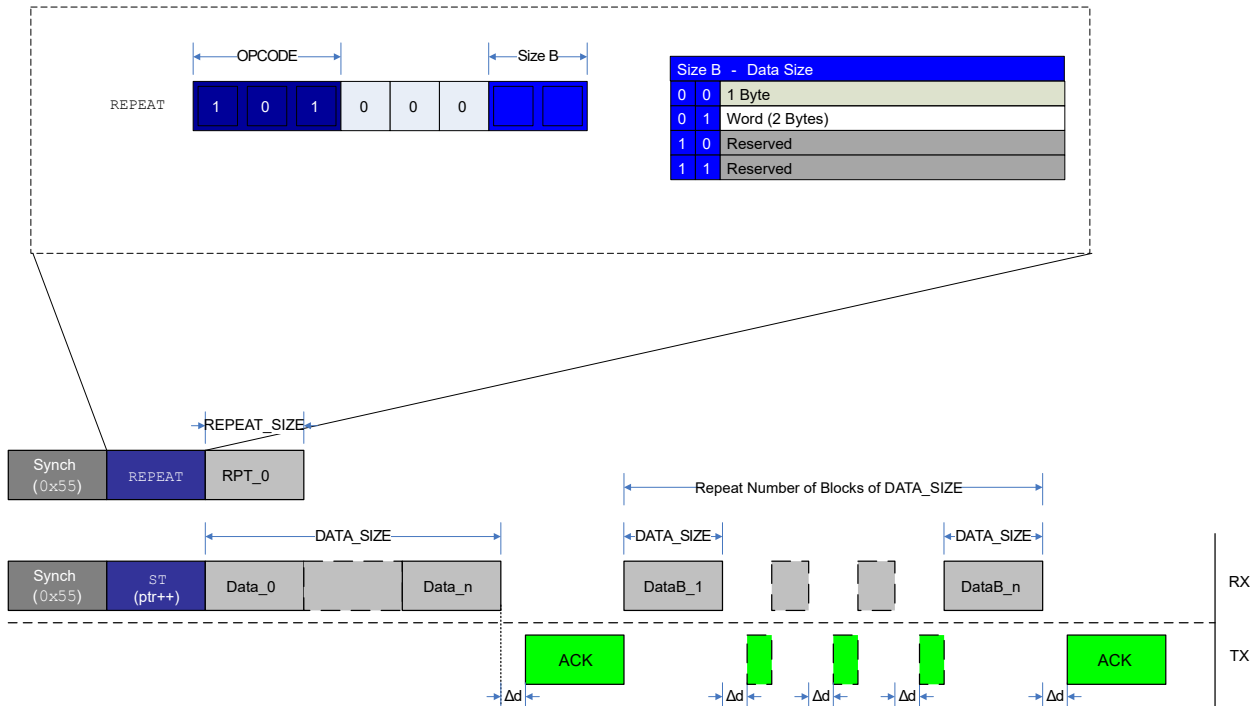 OPCODE
Size B
REPEAT
1 0 1 0 0 0
Size B - Data Size
0 0 1 Byte
0 1 Word (2 Bytes)
1 0 Reserved
1 1 Reserved
REPEAT_SIZE
Synch
(0x55)
REPEAT
RPT_0
Repeat Number of Blocks of DATA_SIZE
DATA_SIZE
DATA_SIZE
DATA_SIZE
Synch
(0x55)
ST
(ptr++)
Data_0
Data_n
DataB_1
DataB_n
RX
ACK
ACK
TX
Δd
Δd
Δd
Δd
Δd